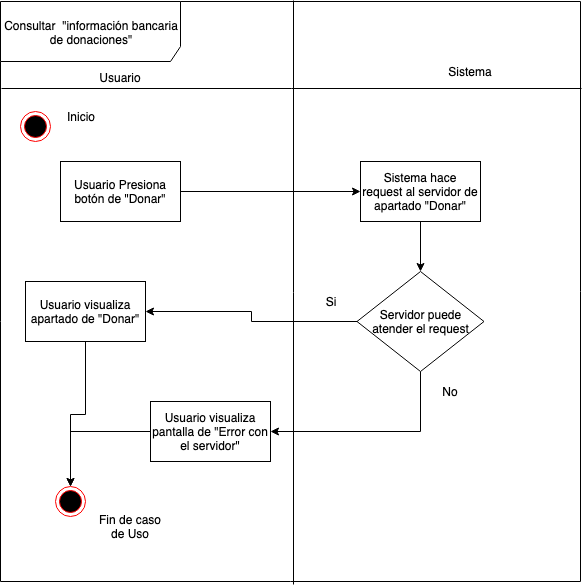 Consultar "información bancaria
de donaciones"
Usuario
Sistema
Inicio
Usuario Presiona
botón de "Donar"
Sistema hace
request al servidor de
apartado "Donar"
Usuario visualiza
apartado de "Donar"
Si
Servidor puede
atender el request
No
Usuario visualiza
pantalla de "Error con
el servidor"
Fin de caso
de Uso